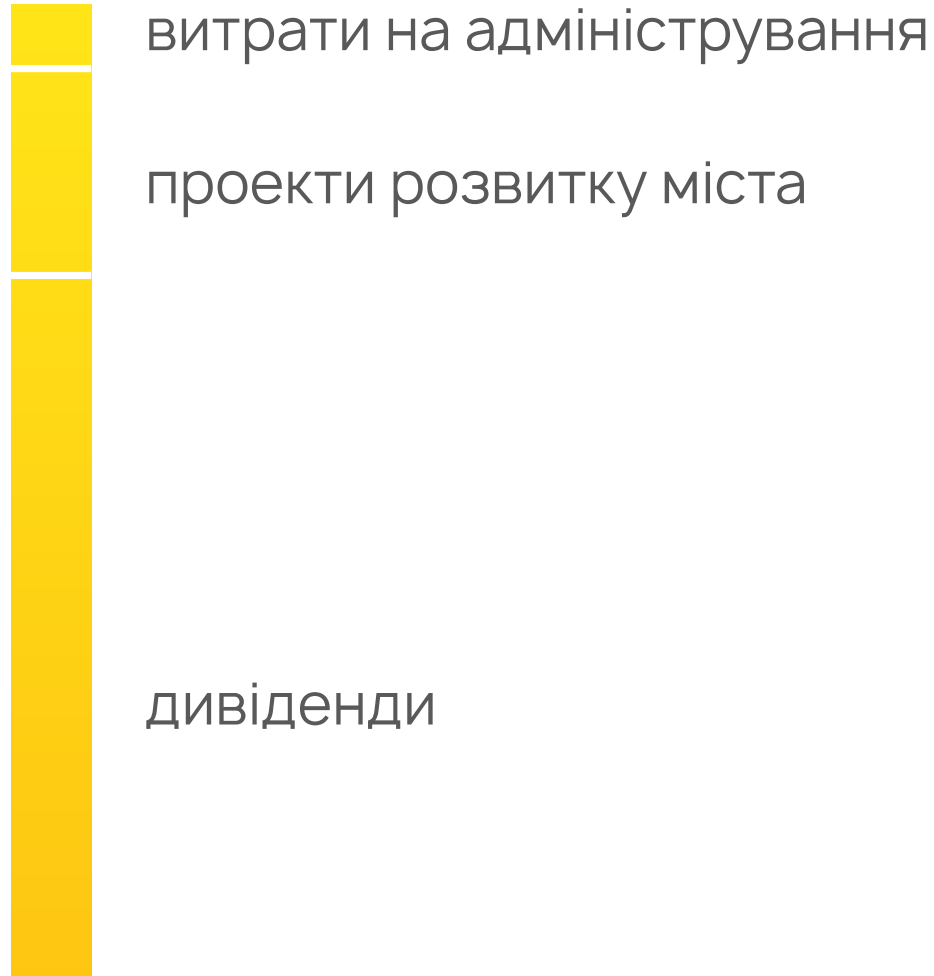 витрати на адміністрування
проекти розвитку міста
дивіденди